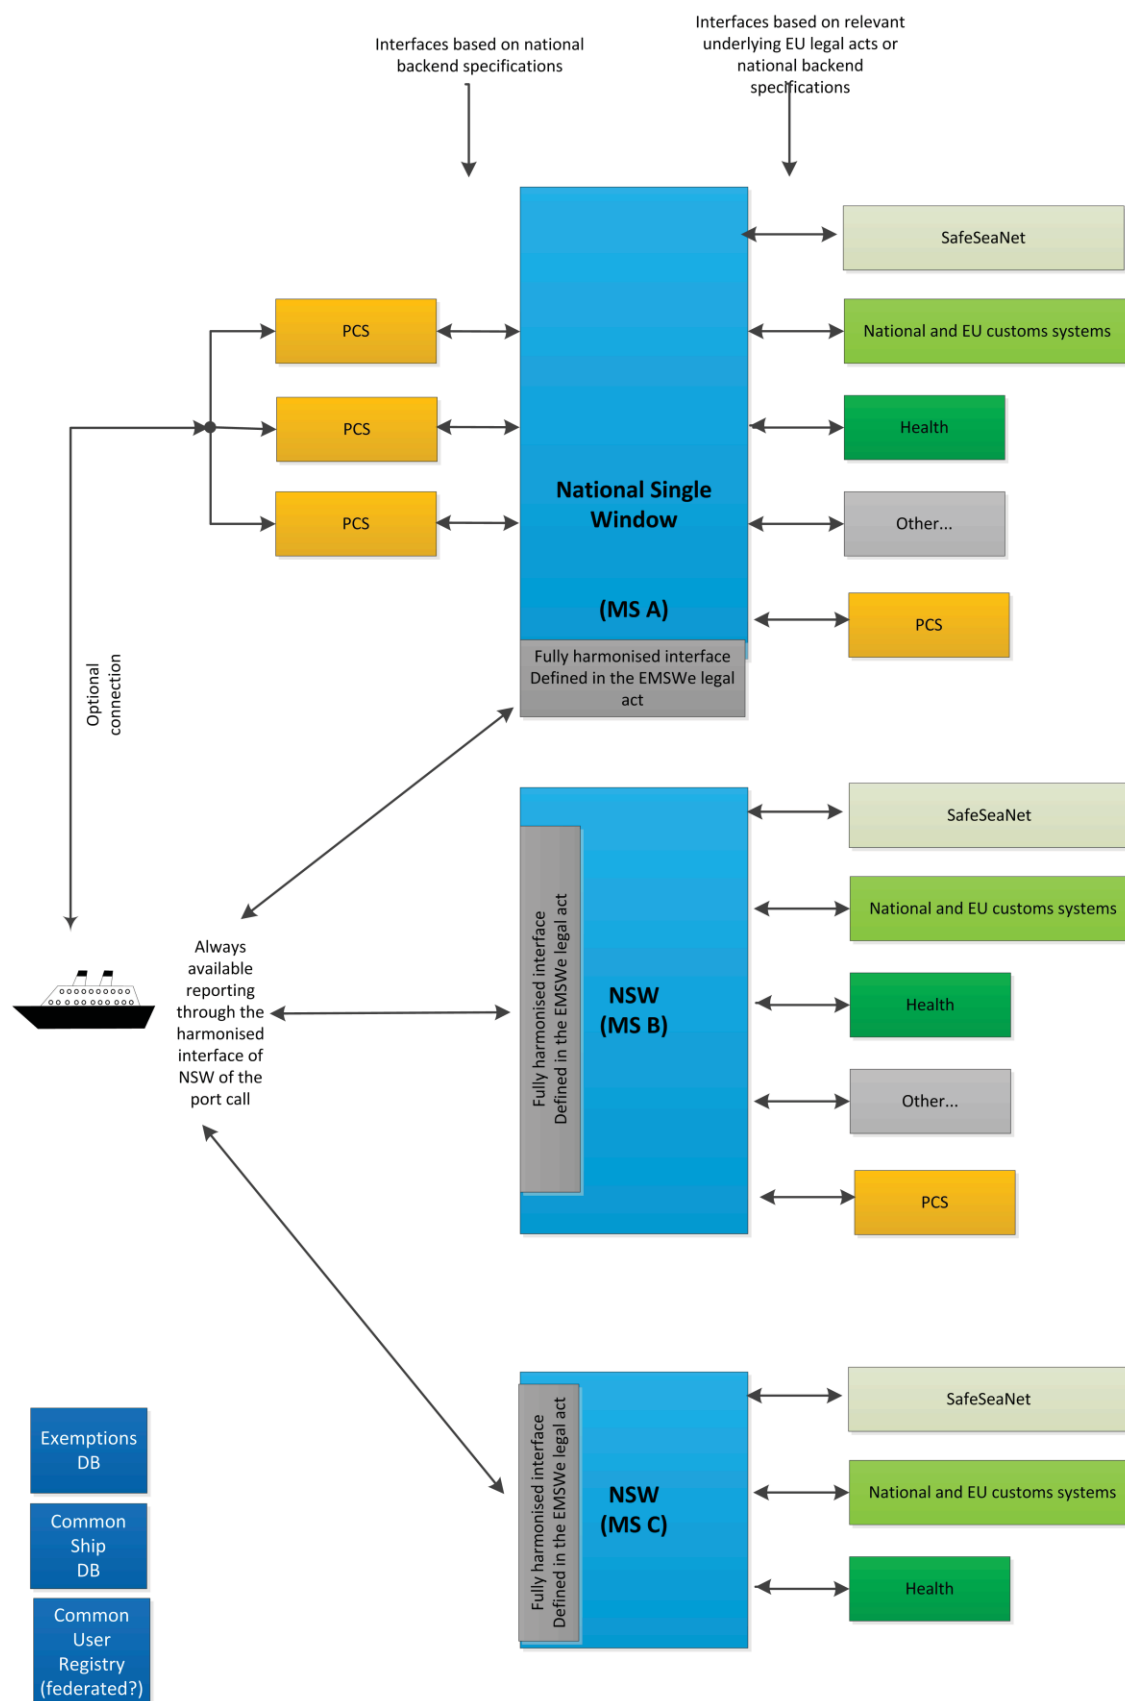 Interfaces based on national
backend specifications
Interfaces based on relevant
underlying EU legal acts or
national backend
specifications
SafeSeaNet
PCS
National and EU customs systems
PCS
Health
National Single
Window
PCS
Other...
(MS A)
PCS
Fully harmonised interface
Defined in the EMSWe legal
act
Optional
connection
SafeSeaNet
Fully harmonised interface
Defined in the EMSWe legal act
National and EU customs systems
Always
available
reporting
through the
harmonised
interface of
NSW of the
port call
NSW
(MS B)
Health
Other...
PCS
SafeSeaNet
Fully harmonised interface
Defined in the EMSWe legal act
NSW
(MS C)
National and EU customs systems
Health
Exemptions
DB
Common
Ship
DB
Common
User
Registry
(federated?)